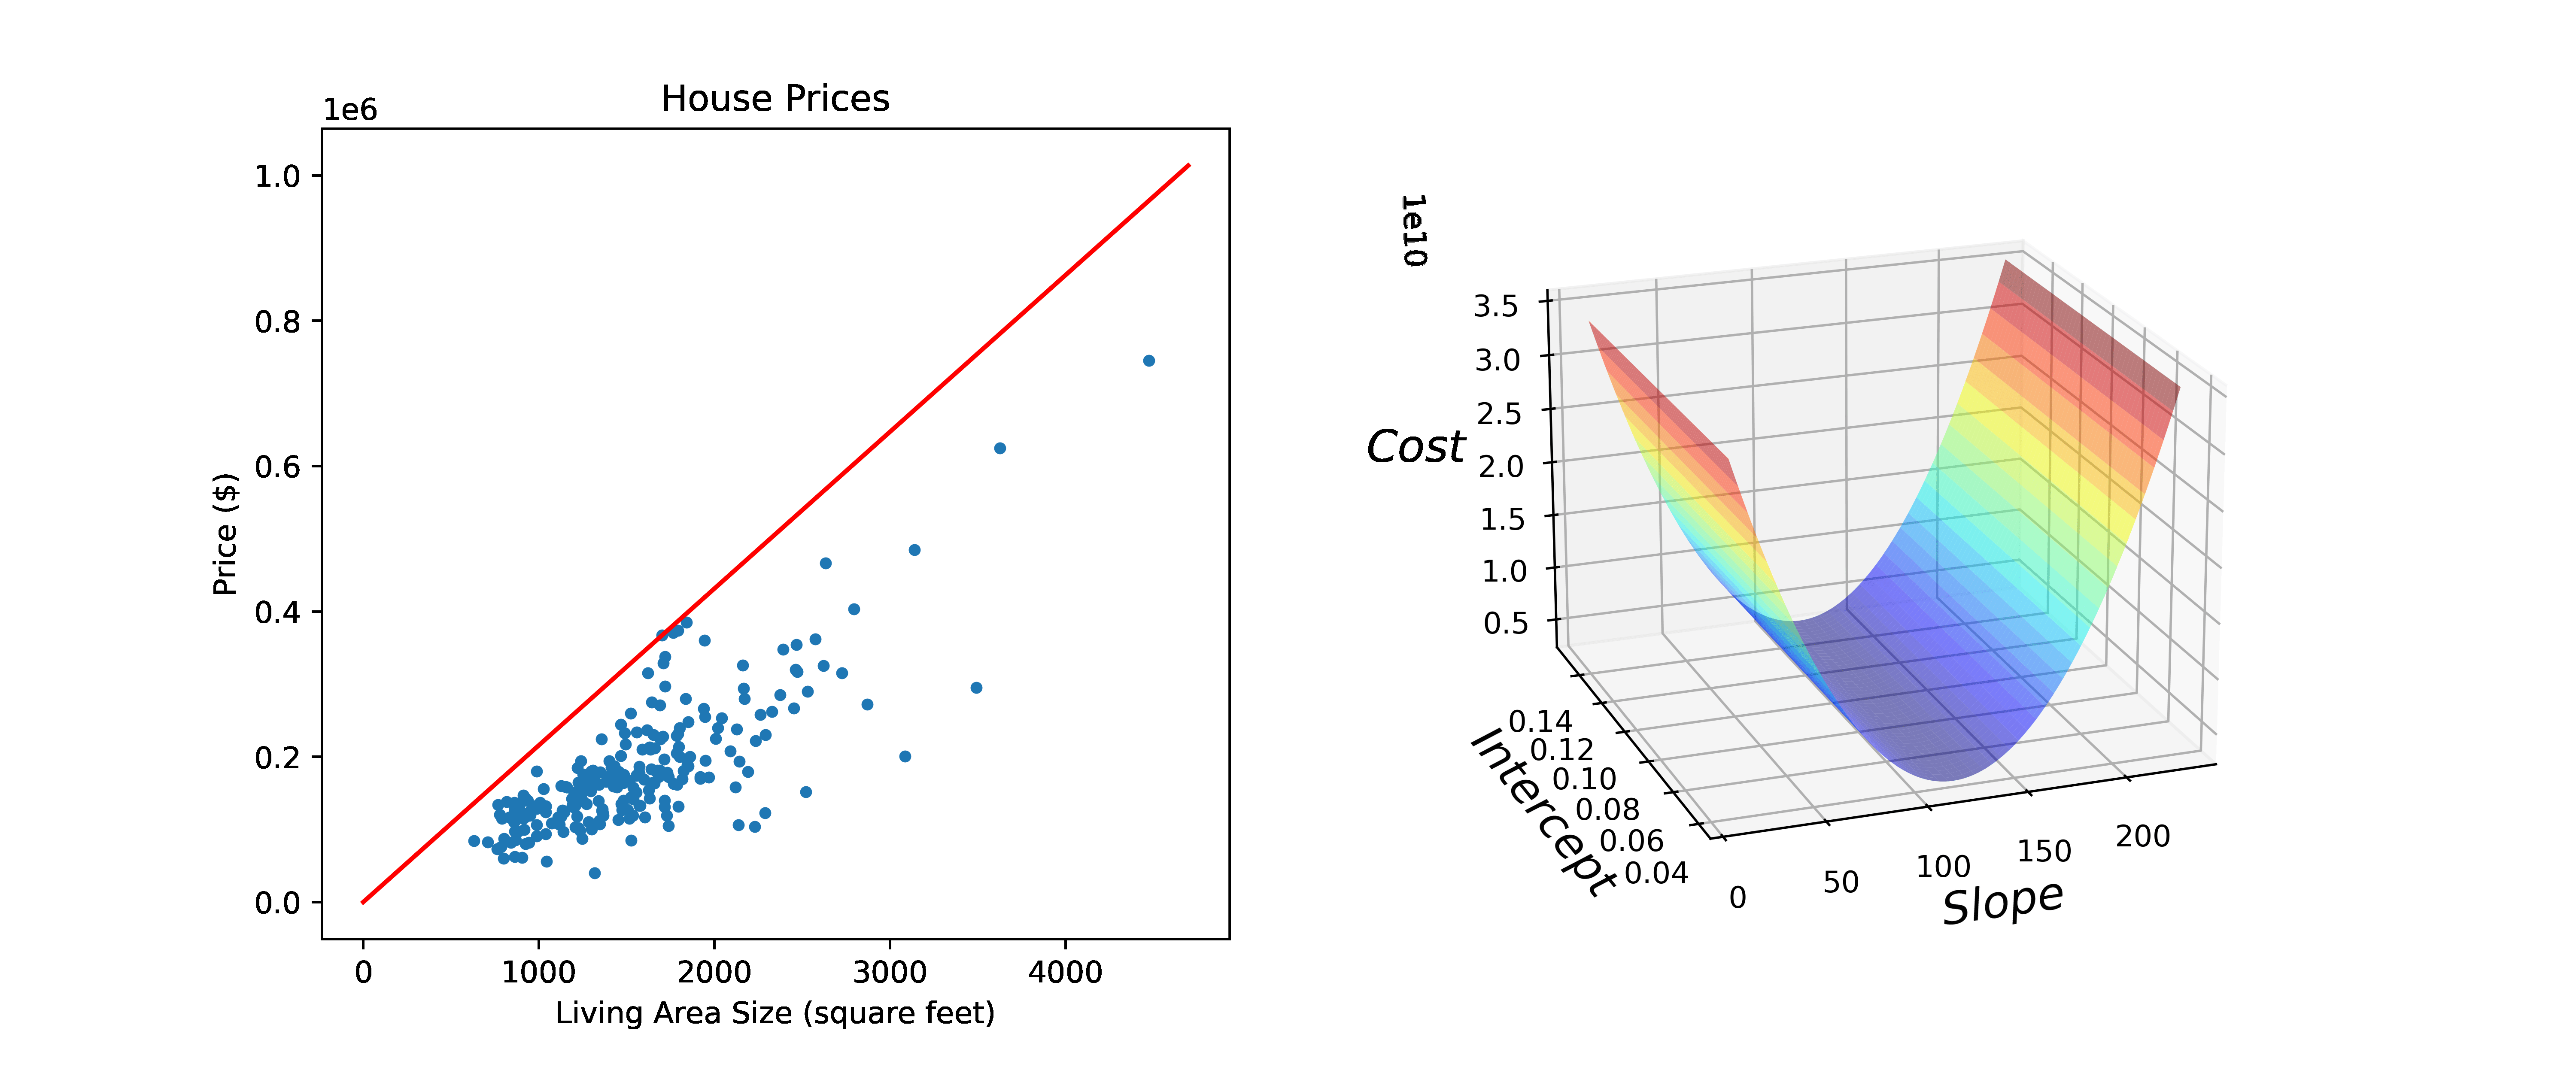 House Prices
1e6
1.0
0.8
0.6
0.4
0.2
0.0
Price ($)
0 1000 2000 3000 4000
Living Area Size (square feet)
1e10
3.5
3.0
2.5
2.0
1.5
1.0
0.5
Cost
0.14
0.12
0.10
0.08
0.06
0.04
Intercept
0 50 100 150 200
Slope